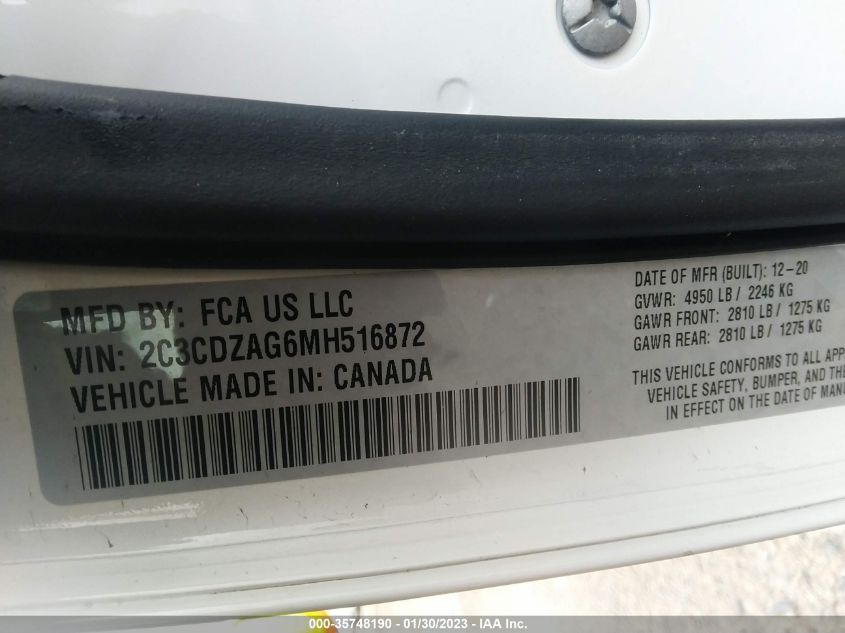 MFD BY: FCA US LLC
VIN: 2C3CDZAG6MH516872
VEHICLE MADE IN: CANADA
DATE OF MFR (BUILT): 12-20
GVWR: 4950 LB / 2246 KG
GAWR FRONT: 2810 LB / 1275 KG
GAWR REAR: 2810 LB / 1275 KG
THIS VEHICLE CONFORMS TO ALL APP
VEHICLE SAFETY, BUMPER, AND THE
IN EFFECT ON THE DATE OF MAN
000-35748190 - 01/30/2023 - IAA Inc.